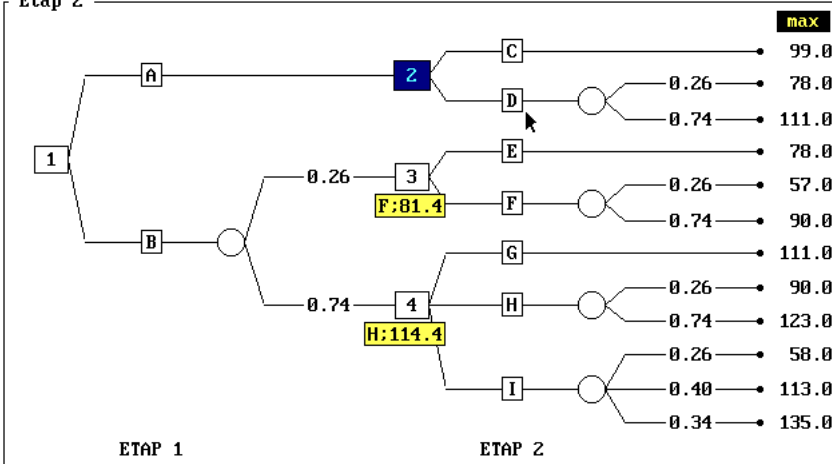 Etap 2
max
C 99.0
A 2 0.26 78.0
D
0.74 111.0
1 E 78.0
0.26 3 0.26 57.0
F;81.4 F
0.74 90.0
B G 111.0
0.26 90.0
0.74 4 H
H;114.4 0.74 123.0
0.26 58.0
I 0.40 113.0
0.34 135.0
ETAP 1 ETAP 2